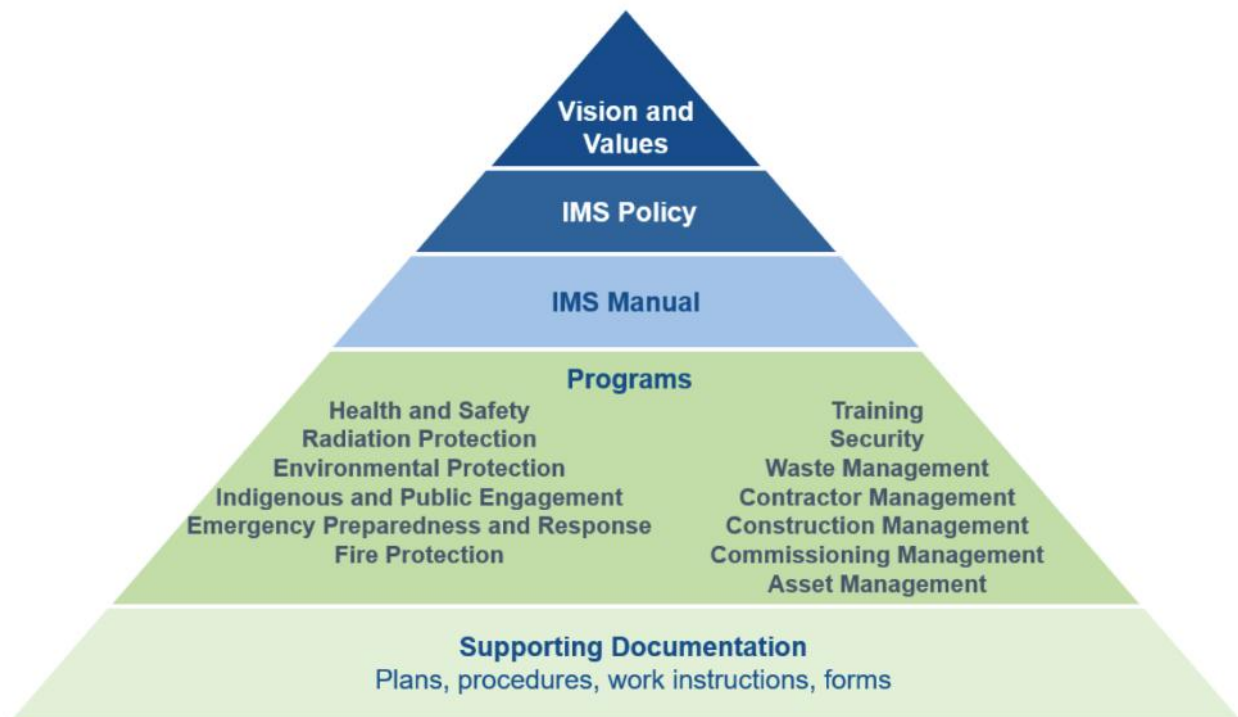 Vision and
Values
IMS Policy
IMS Manual
Programs
Health and Safety
Radiation Protection
Environmental Protection
Indigenous and Public Engagement
Emergency Preparedness and Response
Fire Protection
Training
Security
Waste Management
Contractor Management
Construction Management
Commissioning Management
Asset Management
Supporting Documentation
Plans, procedures, work instructions, forms